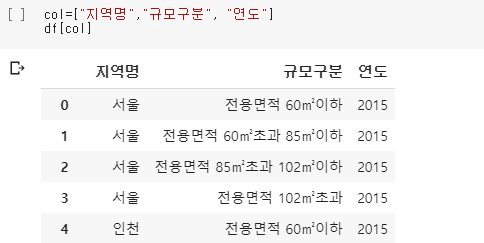 [ ] col=["지역명","규모구분", "연도"]
df[col]
지역명 규모구분 연도
0 서울 전용면적 60㎡이하 2015
1 서울 전용면적 60㎡초과 85㎡이하 2015
2 서울 전용면적 85㎡초과 102㎡이하 2015
3 서울 전용면적 102㎡초과 2015
4 인천 전용면적 60㎡이하 2015